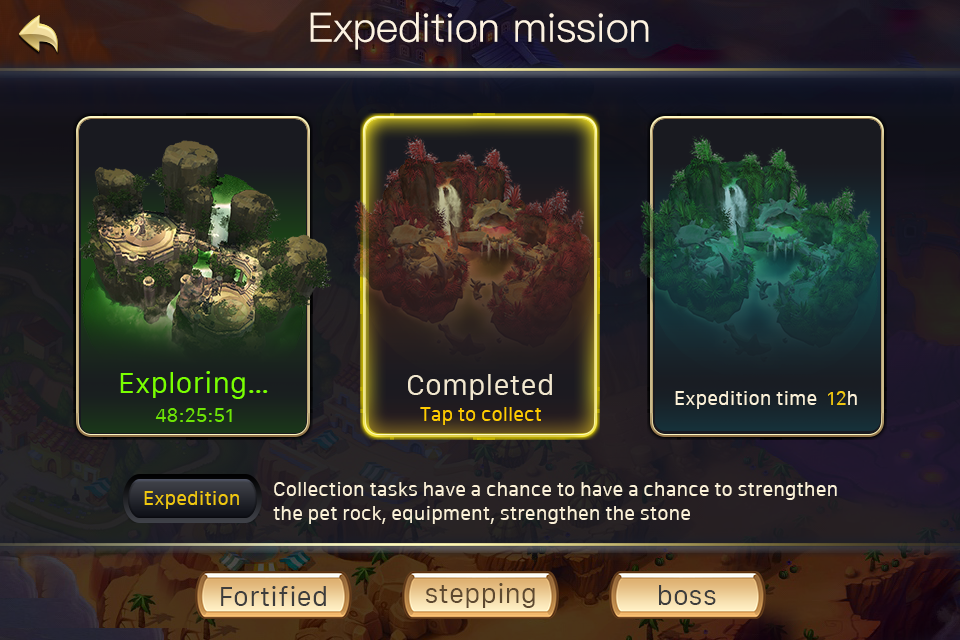 Expedition mission
Exploring...
48:25:51
Completed
Tap to collect
Expedition time 12h
Expedition
Collection tasks have a chance to have a chance to strengthen
the pet rock, equipment, strengthen the stone
Fortified
stepping
boss